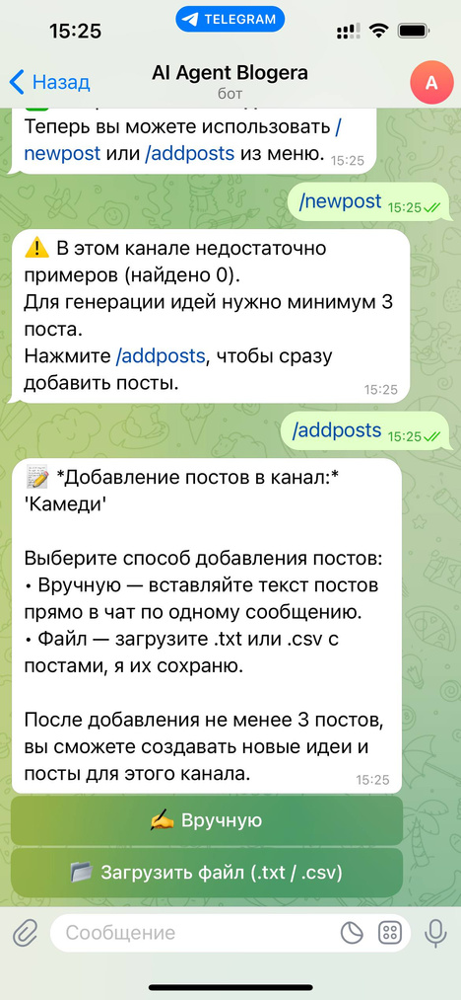 15:25
TELEGRAM
Назад
AI Agent Blogera
бот
A
Теперь вы можете использовать /
newpost или /addposts из меню. 15:25
/newpost 15:25
⚠️ В этом канале недостаточно
примеров (найдено 0).
Для генерации идей нужно минимум 3
поста.
Нажмите /addposts, чтобы сразу
добавить посты. 15:25
/addposts 15:25
📝 *Добавление постов в канал:*
'Камеди'
Выберите способ добавления постов:
• Вручную — вставляйте текст постов
прямо в чат по одному сообщению.
• Файл — загрузите .txt или .csv с
постами, я их сохраню.
После добавления не менее 3 постов,
вы сможете создавать новые идеи и
посты для этого канала. 15:25
✍️ Вручную
📁 Загрузить файл (.txt / .csv)
Сообщение